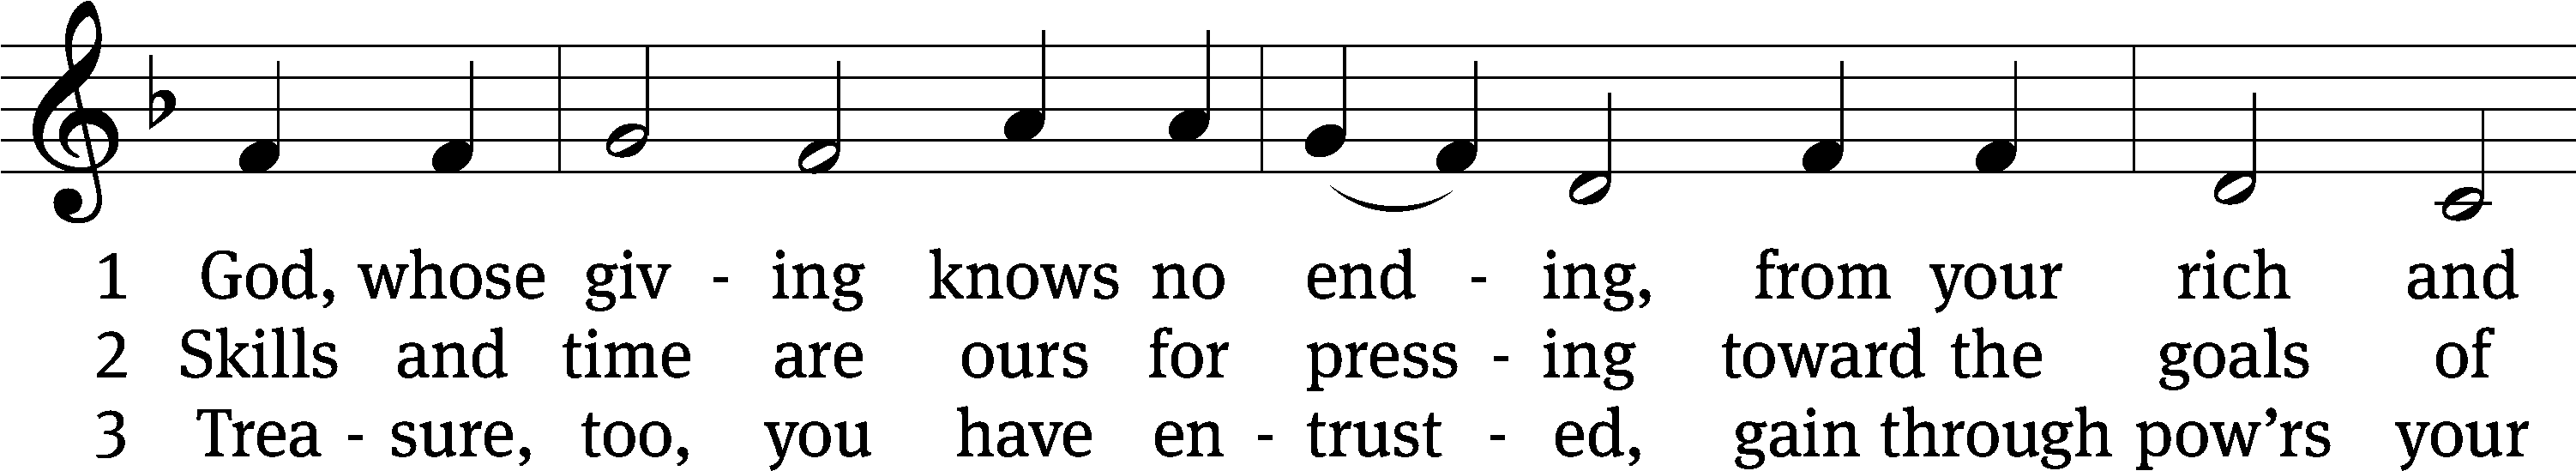 1 God, whose giv - ing knows no end - ing, from your rich and
2 Skills and time are ours for press - ing toward the goals of
3 Trea - sure, too, you have en - trust - ed, gain through pow’rs your